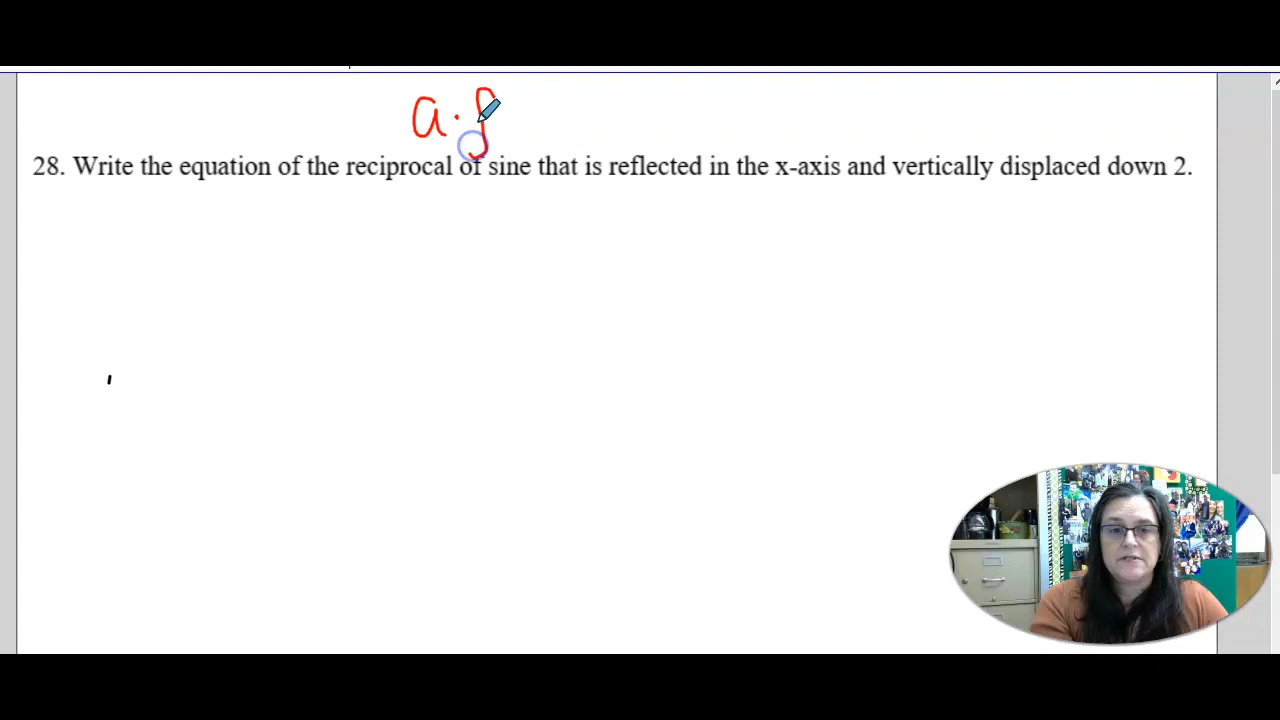 a · f
28. Write the equation of the reciprocal of sine that is reflected in the x-axis and vertically displaced down 2.